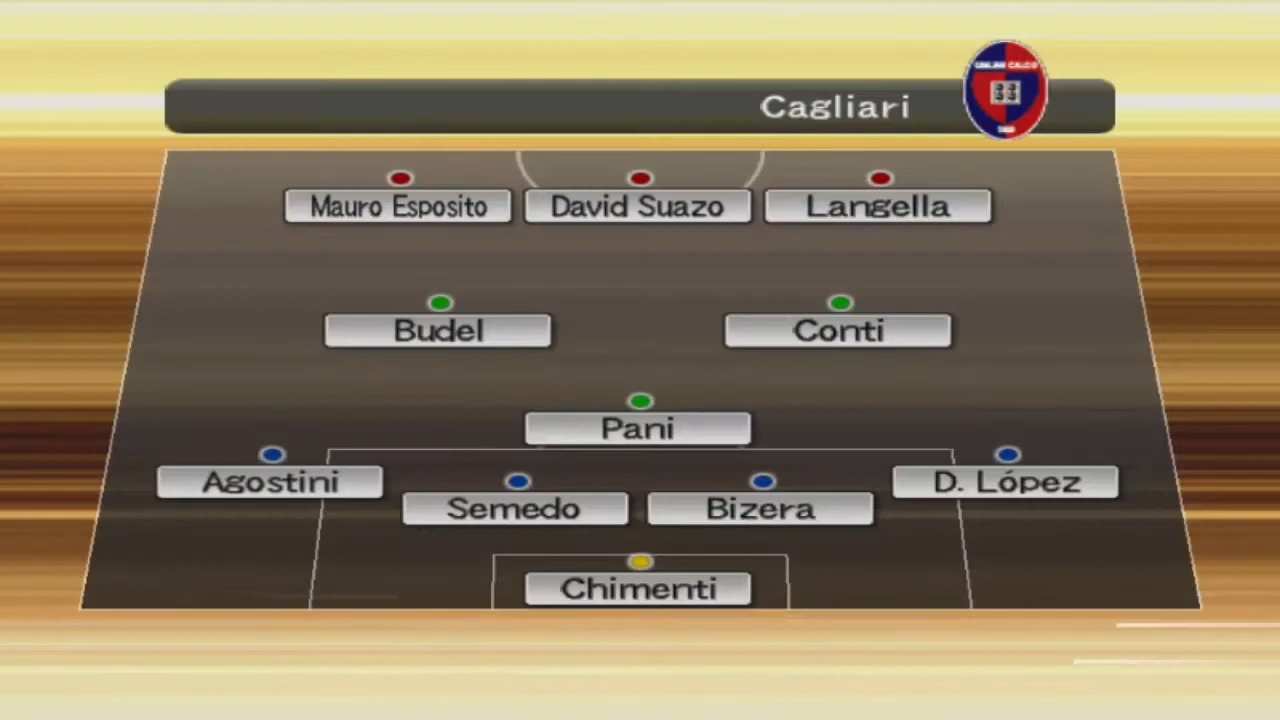 Cagliari
Mauro Esposito
David Suazo
Langella
Budel
Conti
Pani
Agostini
D. López
Semedo
Bizera
Chimenti